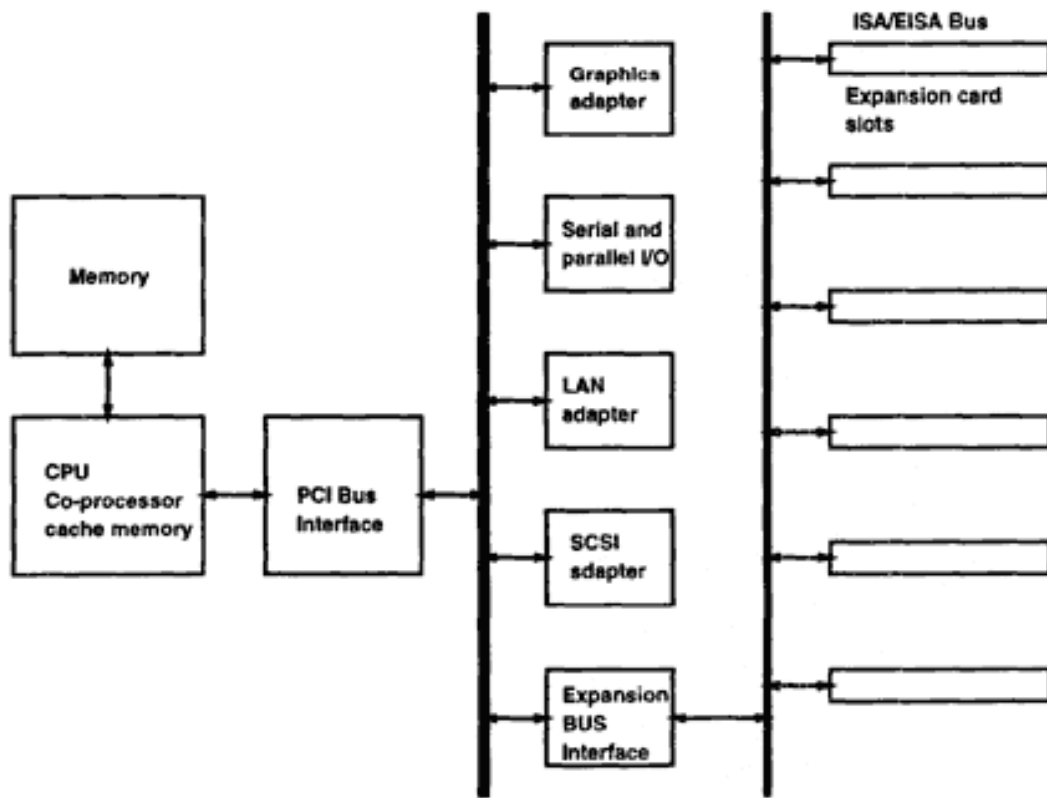 Memory
CPU
Co-processor
cache memory
PCI Bus
Interface
Graphics
adapter
Serial and
parallel I/O
LAN
adapter
SCSI
sdapter
Expansion
BUS
Interface
ISA/EISA Bus
Expansion card
slots